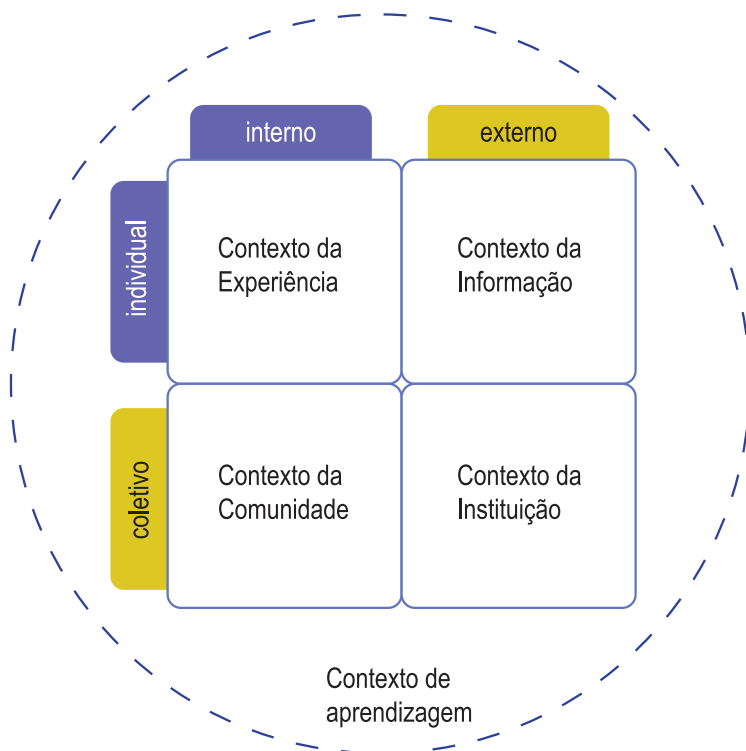 interno
externo
individual
Contexto da
Experiência
Contexto da
Informação
coletivo
Contexto da
Comunidade
Contexto da
Instituição
Contexto de
aprendizagem